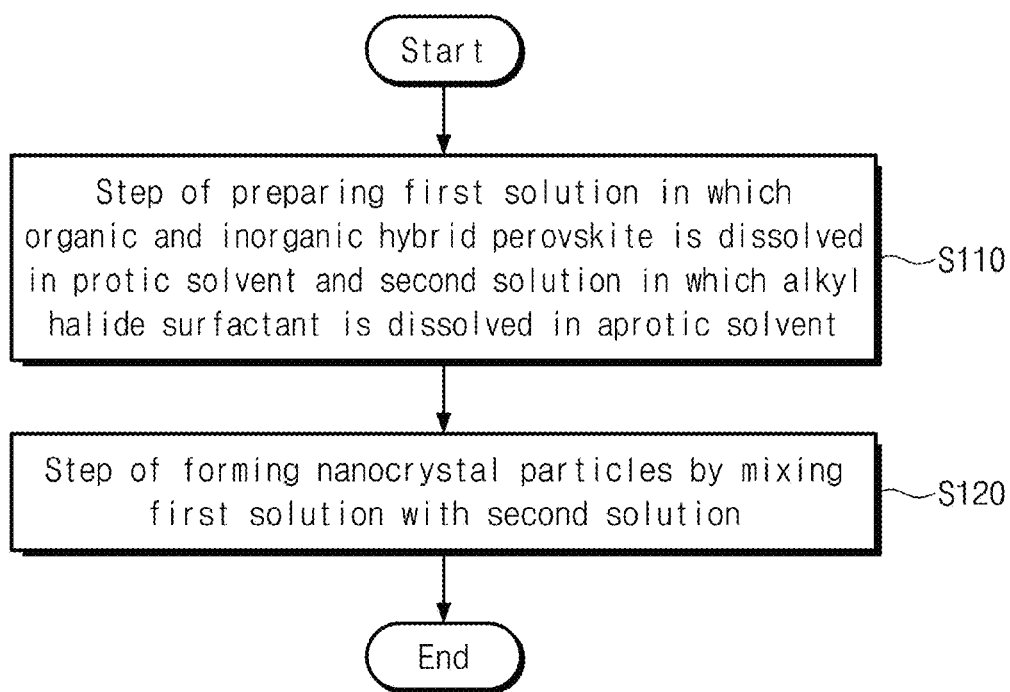 Start
Step of preparing first solution in which
organic and inorganic hybrid perovskite is dissolved
in protic solvent and second solution in which alkyl
halide surfactant is dissolved in aprotic solvent
S110
Step of forming nanocrystal particles by mixing
first solution with second solution
S120
End